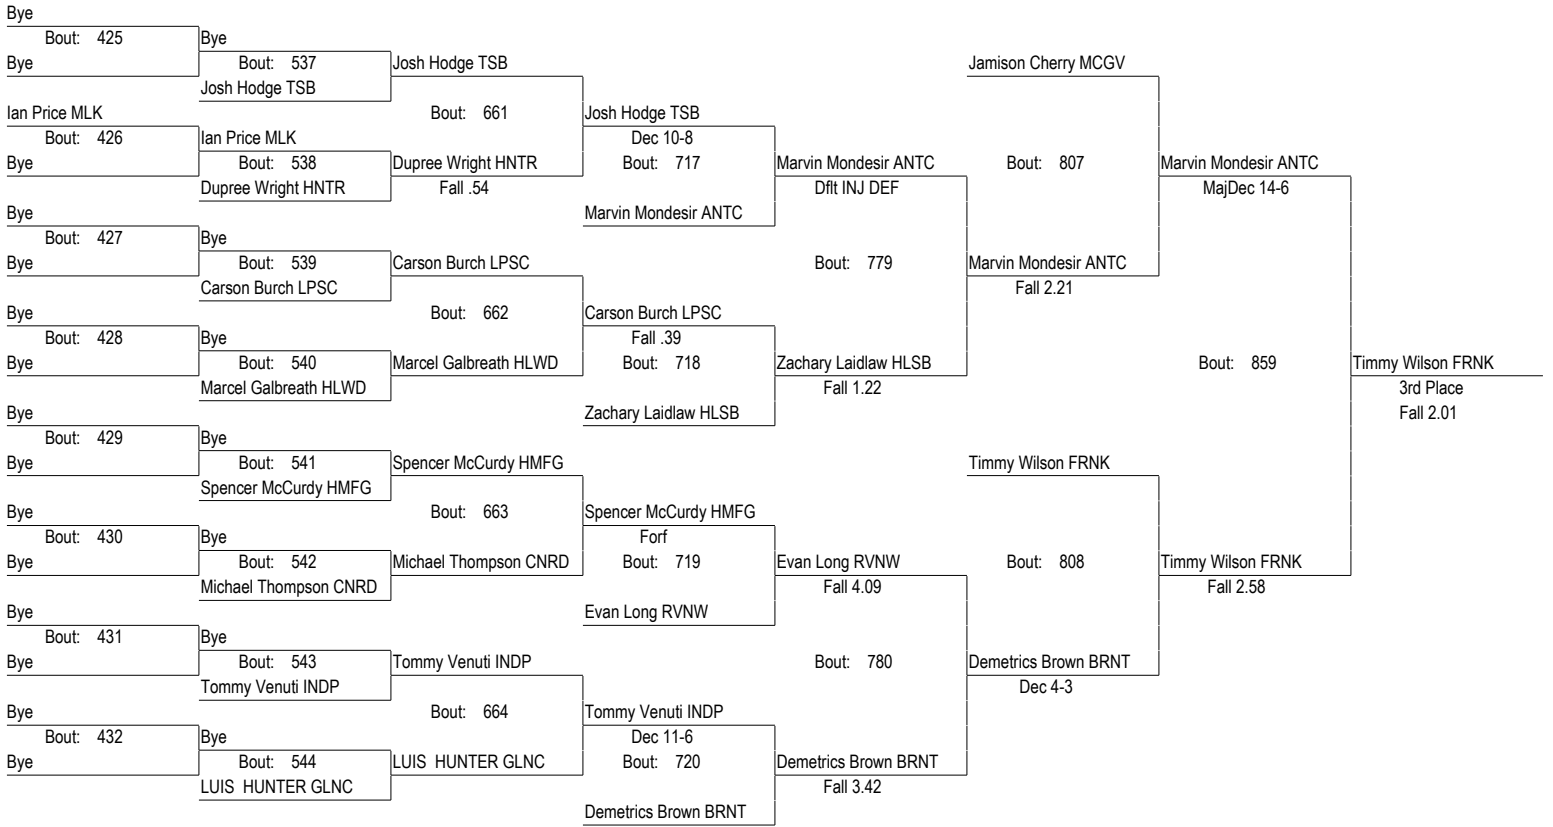 Bye
Bout: 425 Bye
Bye Bout: 537 Josh Hodge TSB Jamison Cherry MCGV
Josh Hodge TSB
Ian Price MLK Bout: 661 Josh Hodge TSB
Bout: 426 Ian Price MLK Dec 10-8
Bye Bout: 538 Dupree Wright HNTR Bout: 717 Marvin Mondesir ANTC Bout: 807 Marvin Mondesir ANTC
Dupree Wright HNTR Fall .54 Dflt INJ DEF MajDec 14-6
Bye Marvin Mondesir ANTC
Bout: 427 Bye
Bye Bout: 539 Carson Burch LPSC Bout: 779 Marvin Mondesir ANTC
Carson Burch LPSC Fall 2.21
Bye Bout: 662 Carson Burch LPSC
Bout: 428 Bye Fall .39
Bye Bout: 540 Marcel Galbreath HLWD Bout: 718 Zachary Laidlaw HLSB Bout: 859 Timmy Wilson FRNK
Marcel Galbreath HLWD Fall 1.22 3rd Place
Bye Zachary Laidlaw HLSB Fall 2.01
Bout: 429 Bye
Bye Bout: 541 Spencer McCurdy HMFG Timmy Wilson FRNK
Spencer McCurdy HMFG
Bye Bout: 663 Spencer McCurdy HMFG
Bout: 430 Bye Forf
Bye Bout: 542 Michael Thompson CNRD Bout: 719 Evan Long RVNW Bout: 808 Timmy Wilson FRNK
Michael Thompson CNRD Fall 4.09 Fall 2.58
Bye Evan Long RVNW
Bout: 431 Bye
Bye Bout: 543 Tommy Venuti INDP Bout: 780 Demetrics Brown BRNT
Tommy Venuti INDP Dec 4-3
Bye Bout: 664 Tommy Venuti INDP
Bout: 432 Bye Dec 11-6
Bye Bout: 544 LUIS HUNTER GLNC Bout: 720 Demetrics Brown BRNT
LUIS HUNTER GLNC Fall 3.42
Demetrics Brown BRNT